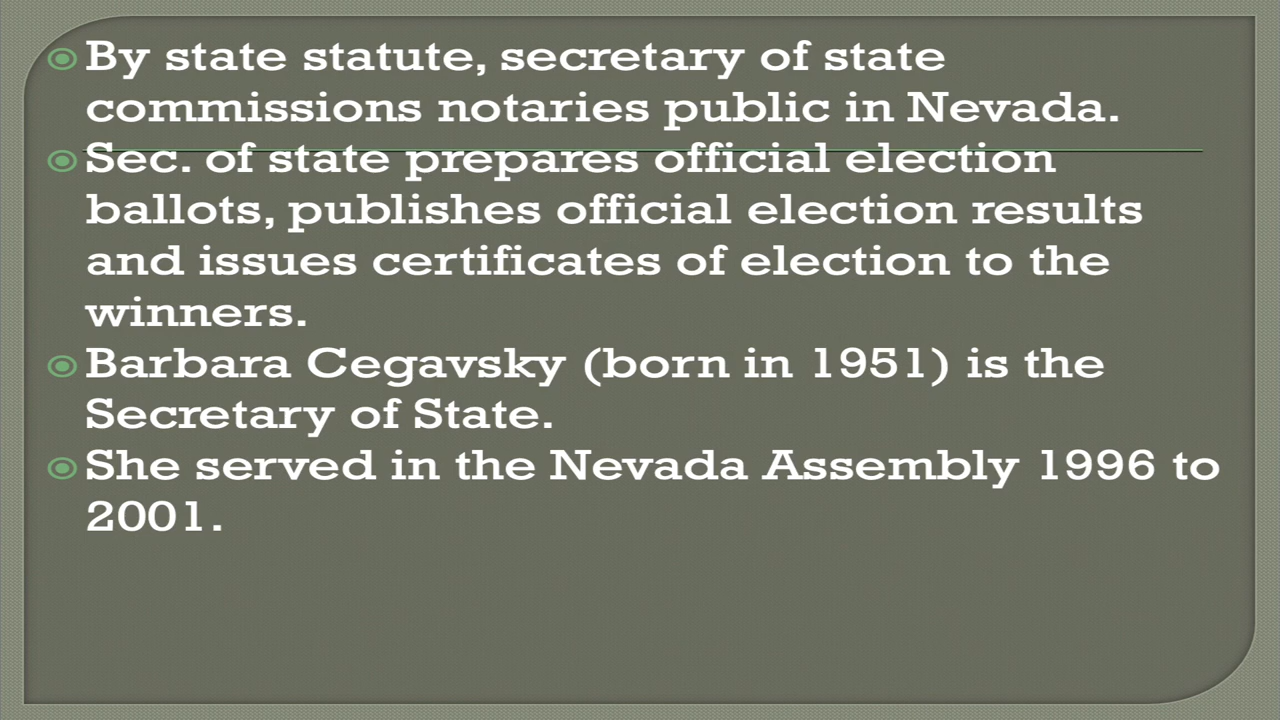 By state statute, secretary of state
commissions notaries public in Nevada.
Sec. of state prepares official election
ballots, publishes official election results
and issues certificates of election to the
winners.
Barbara Cegavsky (born in 1951) is the
Secretary of State.
She served in the Nevada Assembly 1996 to
2001.